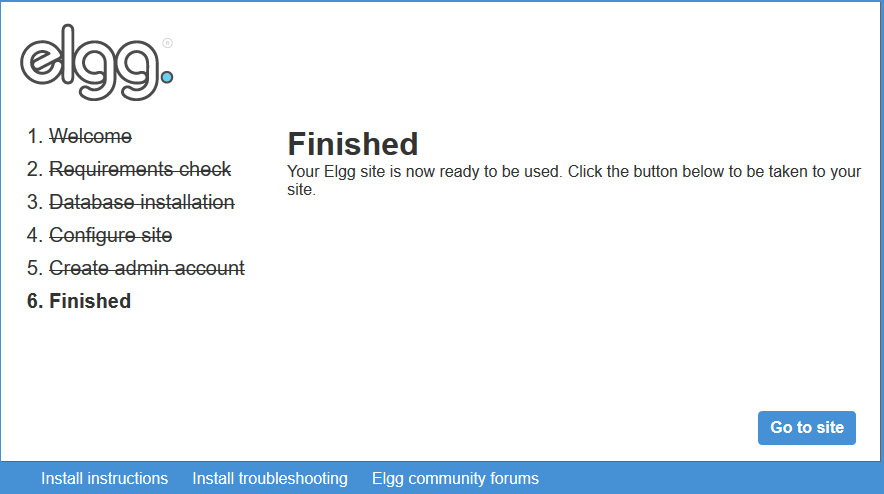 elgg.®
1. Welcome
2. Requirements check
3. Database installation
4. Configure site
5. Create admin account
6. Finished
Finished
Your Elgg site is now ready to be used. Click the button below to be taken to your
site.
Go to site
Install instructions Install troubleshooting Elgg community forums